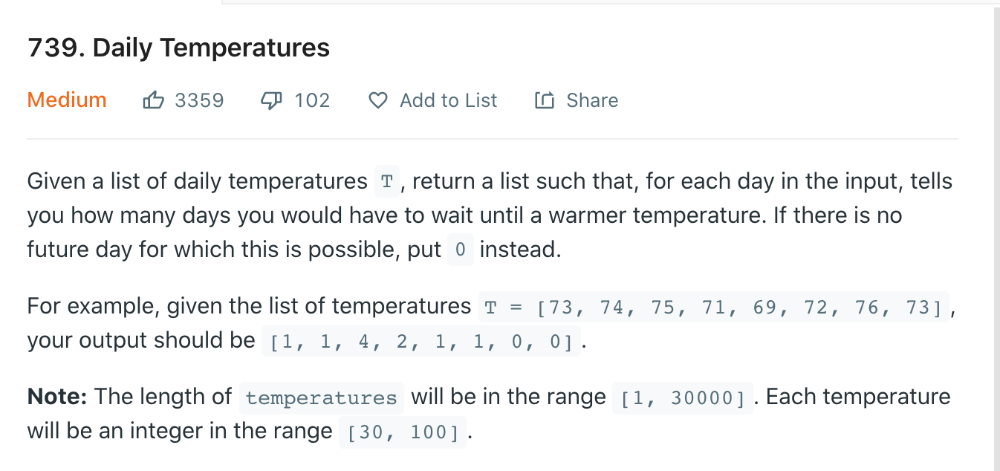 739. Daily Temperatures
Medium 3359 102 Add to List Share
Given a list of daily temperatures T, return a list such that, for each day in the input, tells
you how many days you would have to wait until a warmer temperature. If there is no
future day for which this is possible, put 0 instead.
For example, given the list of temperatures T = [73, 74, 75, 71, 69, 72, 76, 73],
your output should be [1, 1, 4, 2, 1, 1, 0, 0].
Note: The length of temperatures will be in the range [1, 30000]. Each temperature
will be an integer in the range [30, 100].